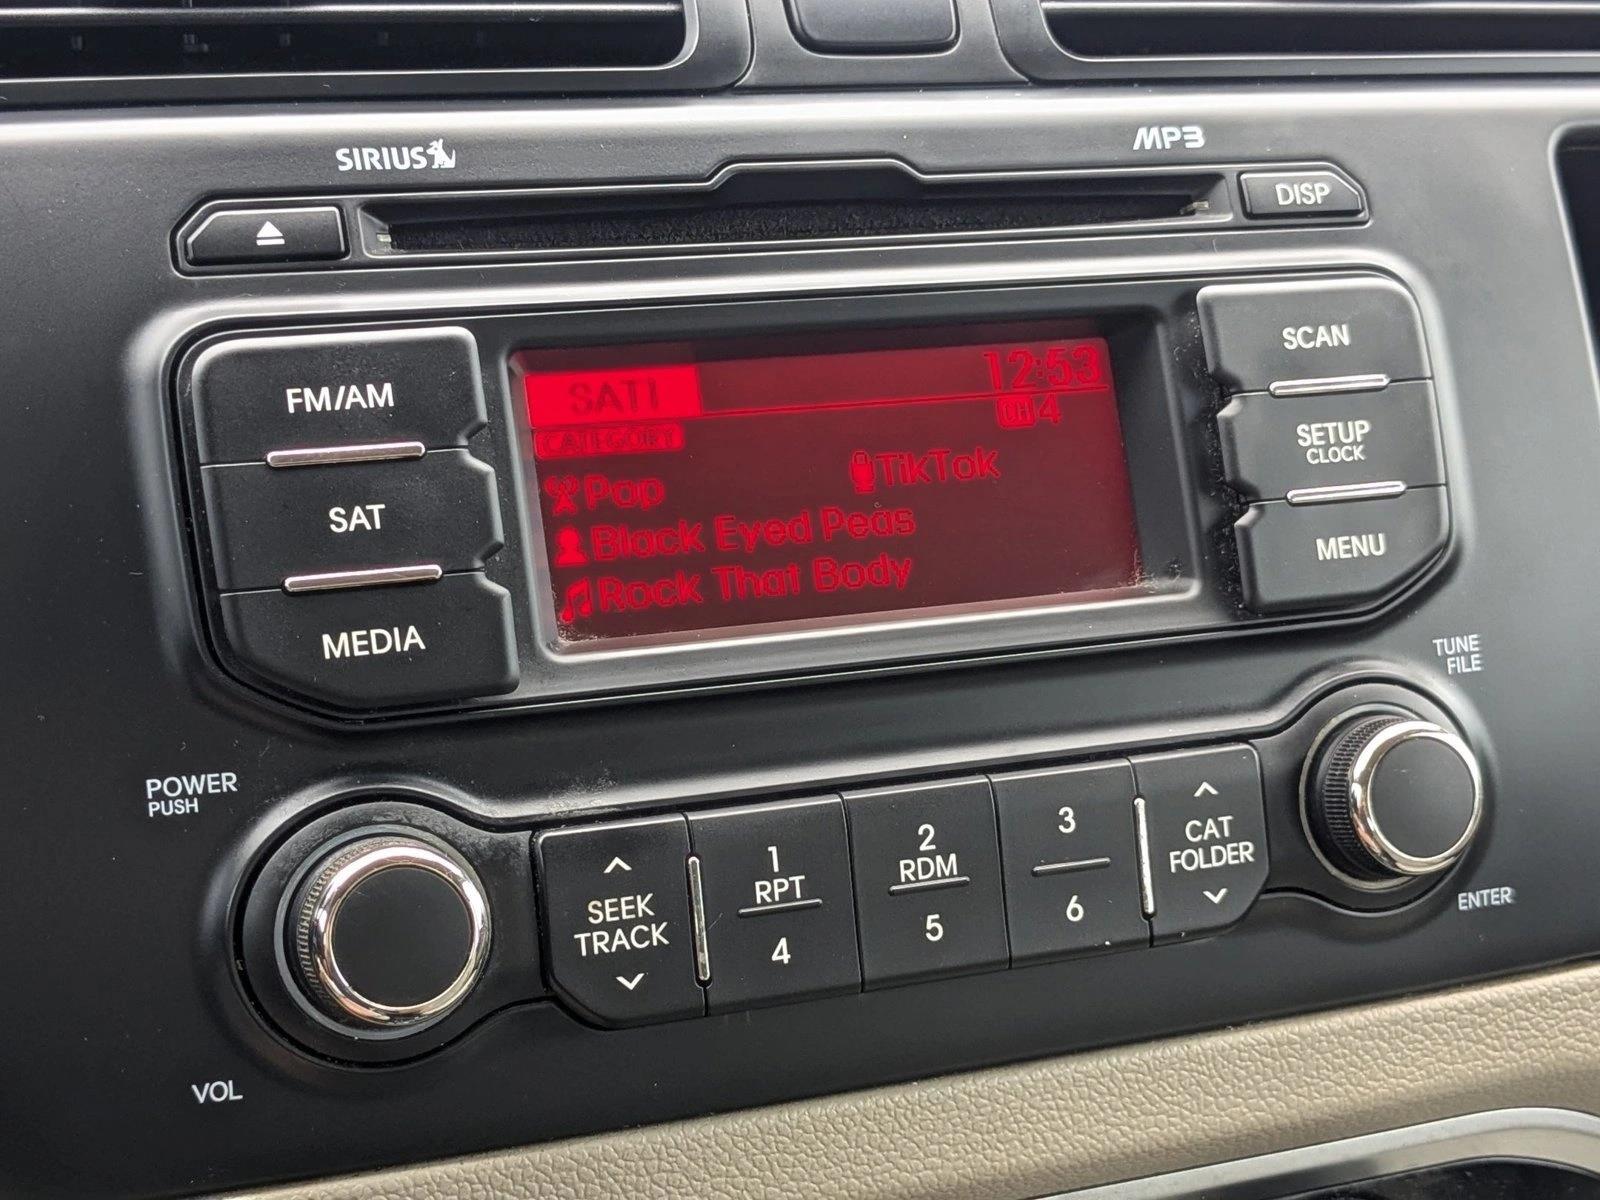 SIRIUS
MP3
DISP
FM/AM
SAT
MEDIA
SAT1 12:53
CH 4
CATEGORY
Pop TikTok
Black Eyed Peas
Rock That Body
SCAN
SETUP
CLOCK
MENU
TUNE
FILE
POWER
PUSH
VOL
SEEK
TRACK
1
RPT
4
2
RDM
5
3
6
CAT
FOLDER
ENTER